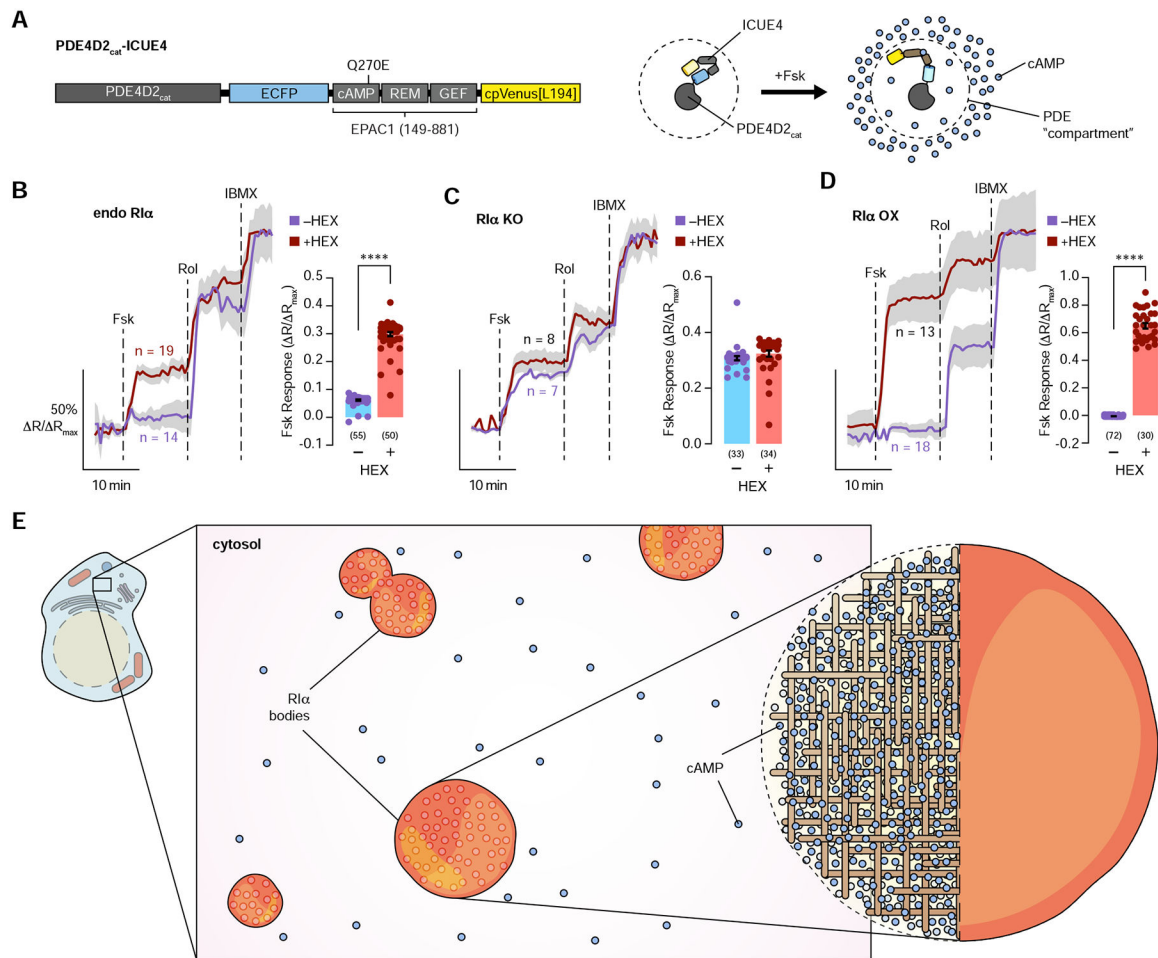 A
PDE4D2cat-ICUE4
Q270E
PDE4D2cat
ECFP
cAMP
REM
GEF
cpVenus[L194]
EPAC1 (149-881)
ICUE4
+Fsk
PDE4D2cat
cAMP
PDE
“compartment”
B
endo RIα
IBMX
Rol
Fsk
n = 19
n = 14
50%
ΔR/ΔRmax
10 min
–HEX
+HEX
****
Fsk Response (ΔR/ΔRmax)
0.5
0.4
0.3
0.2
0.1
0.0
-0.1
(55)
(50)
–
+
HEX
C
RIα KO
IBMX
Rol
Fsk
n = 8
n = 7
10 min
–HEX
+HEX
Fsk Response (ΔR/ΔRmax)
0.6
0.4
0.2
0.0
(33)
(34)
–
+
HEX
D
RIα OX
IBMX
Rol
Fsk
n = 13
n = 18
10 min
–HEX
+HEX
****
Fsk Response (ΔR/ΔRmax)
1.0
0.8
0.6
0.4
0.2
0.0
-0.2
(72)
(30)
–
+
HEX
E
cytosol
RIα
bodies
cAMP